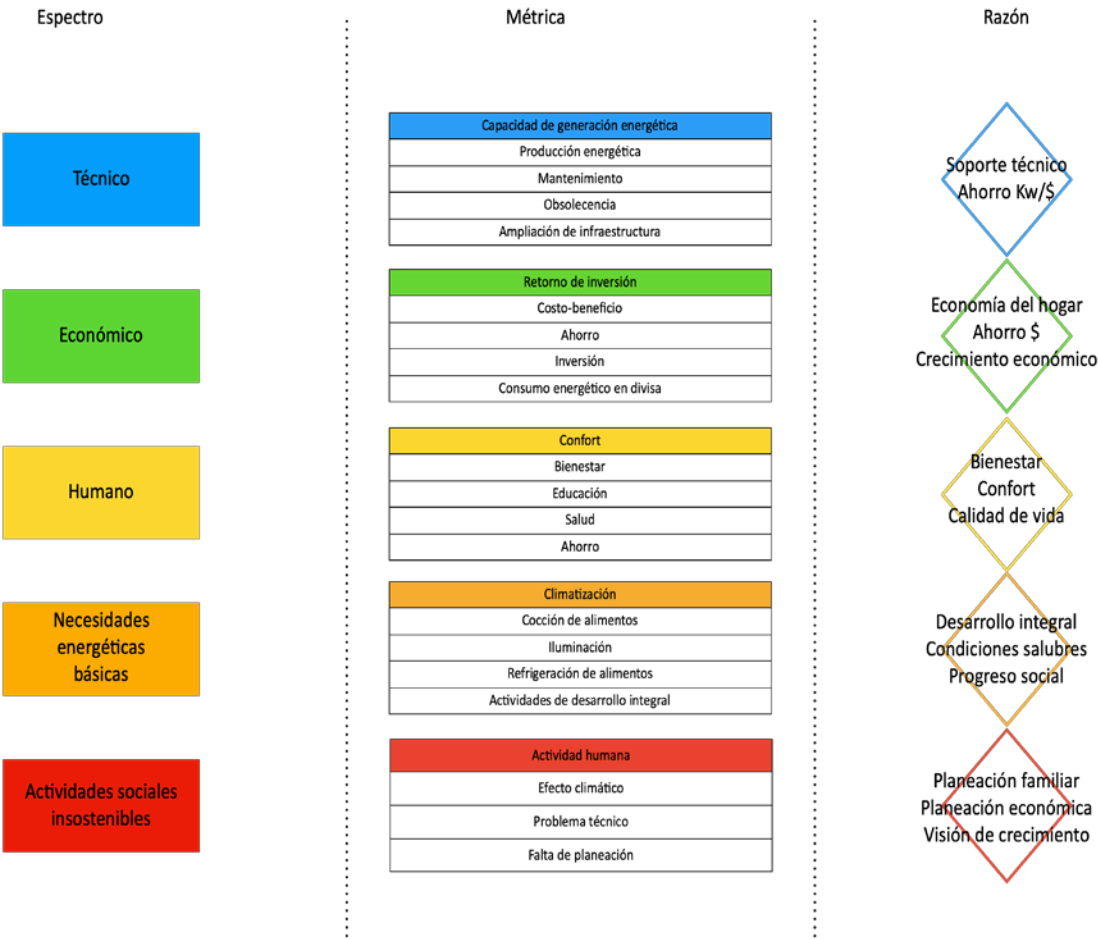 Espectro
Métrica
Razón
Técnico
Capacidad de generación energética
Producción energética
Mantenimiento
Obsolecencia
Ampliación de infraestructura
Soporte técnico
Ahorro Kw/$
Económico
Retorno de inversión
Costo-beneficio
Ahorro
Inversión
Consumo energético en divisa
Economía del hogar
Ahorro $
Crecimiento económico
Humano
Confort
Bienestar
Educación
Salud
Ahorro
Bienestar
Confort
Calidad de vida
Necesidades
energéticas
básicas
Climatización
Cocción de alimentos
Iluminación
Refrigeración de alimentos
Actividades de desarrollo integral
Desarrollo integral
Condiciones salubres
Progreso social
Actividades sociales
insostenibles
Actividad humana
Efecto climático
Problema técnico
Falta de planeación
Planeación familiar
Planeación económica
Visión de crecimiento